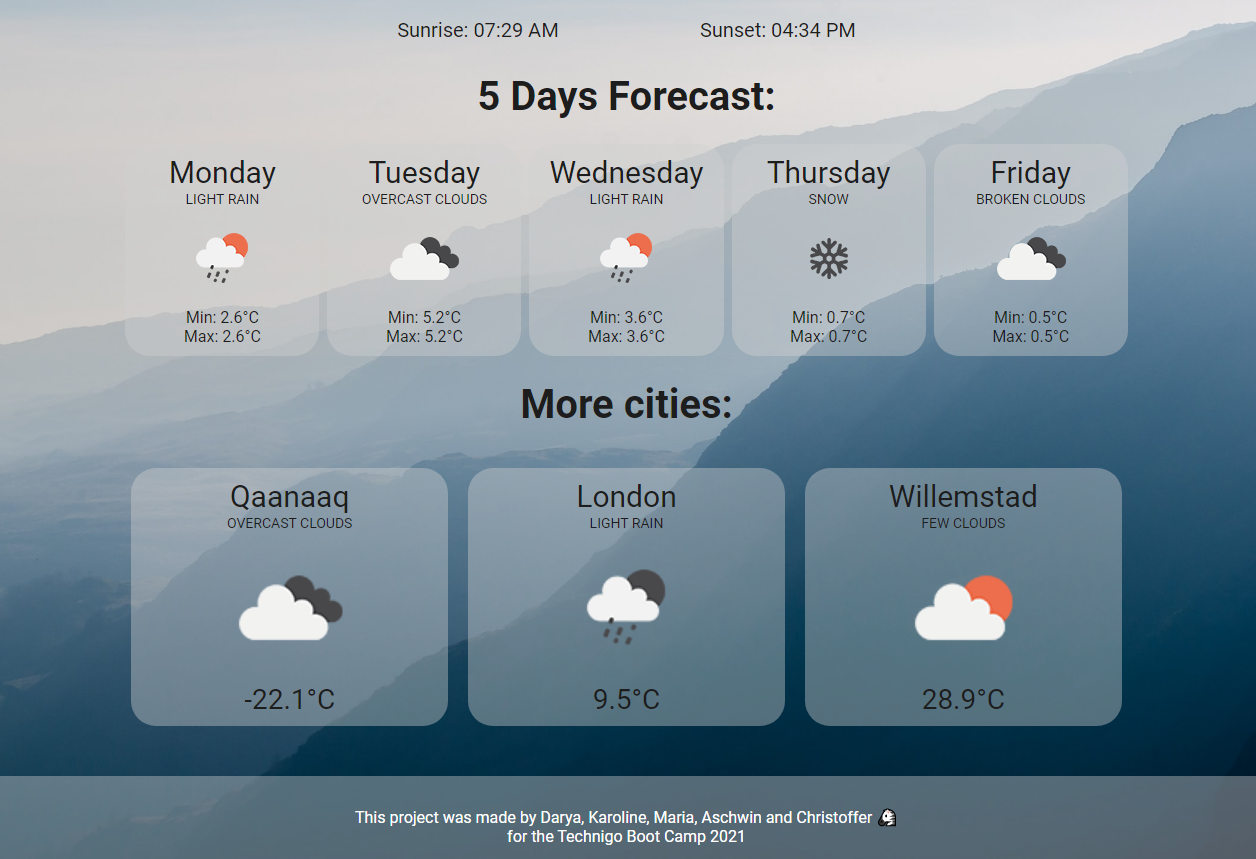 Sunrise: 07:29 AM
Sunset: 04:34 PM
5 Days Forecast:
Monday
LIGHT RAIN
Min: 2.6°C
Max: 2.6°C
Tuesday
OVERCAST CLOUDS
Min: 5.2°C
Max: 5.2°C
Wednesday
LIGHT RAIN
Min: 3.6°C
Max: 3.6°C
Thursday
SNOW
Min: 0.7°C
Max: 0.7°C
Friday
BROKEN CLOUDS
Min: 0.5°C
Max: 0.5°C
More cities:
Qaanaaq
OVERCAST CLOUDS
-22.1°C
London
LIGHT RAIN
9.5°C
Willemstad
FEW CLOUDS
28.9°C
This project was made by Darya, Karoline, Maria, Aschwin and Christoffer
for the Technigo Boot Camp 2021